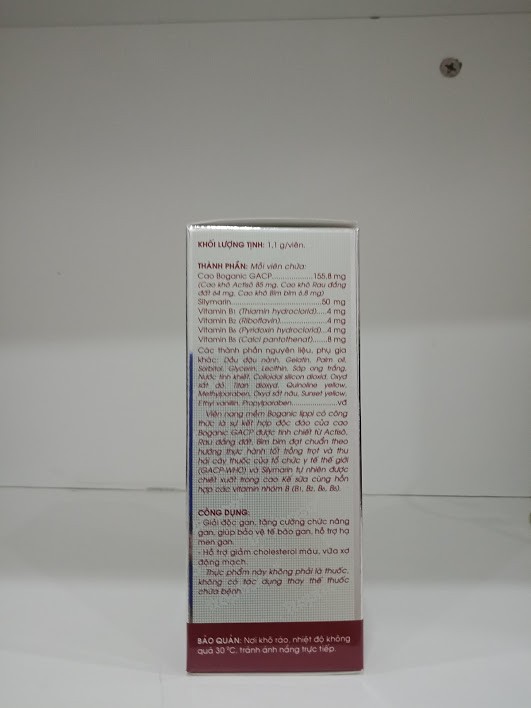 KHỐI LƯỢNG TỊNH: 1,1 g/viên.
THÀNH PHẦN: Mỗi viên chứa:
Cao Boganic GACP....................155,8 mg
(Cao khô Actisô 85 mg, Cao khô Rau đắng
đất 64 mg, Cao khô Bìm bìm 6,8 mg)
Silymarin..........................................50 mg
Vitamin B₁ (Thiamin hydroclorid).....4 mg
Vitamin B₂ (Riboflavin)......................4 mg
Vitamin B₆ (Pyridoxin hydroclorid)...4 mg
Vitamin B₅ (Calci pantothenat)........8 mg
Các thành phần nguyên liệu, phụ gia
khác: Dầu đậu nành, Gelatin, Palm oil,
Sorbitol, Glycerin, Lecithin, Sáp ong trắng,
Nước tinh khiết, Colloidal silicon dioxid, Oxyd
sắt đỏ, Titan dioxyd, Quinoline yellow,
Methylparaben, Oxyd sắt nâu, Sunset yellow,
Ethyl vanilin, Propylparaben........................vđ
Viên nang mềm Boganic lippi có công
thức là sự kết hợp độc đáo của cao
Boganic GACP được tinh chiết từ Actisô,
Rau đắng đất, Bìm bìm đạt chuẩn theo
hướng thực hành tốt trồng trọt và thu
hái cây thuốc của tổ chức y tế thế giới
(GACP-WHO) và Silymarin tự nhiên được
chiết xuất trong cao Kế sữa cùng hỗn
hợp các vitamin nhóm B (B₁, B₂, B₆, B₅).
CÔNG DỤNG:
- Giải độc gan, tăng cường chức năng
gan, giúp bảo vệ tế bào gan, hỗ trợ hạ
men gan.
- Hỗ trợ giảm cholesterol máu, vữa xơ
động mạch.
Thực phẩm này không phải là thuốc,
không có tác dụng thay thế thuốc
chữa bệnh.
BẢO QUẢN: Nơi khô ráo, nhiệt độ không
quá 30 °C, tránh ánh nắng trực tiếp.